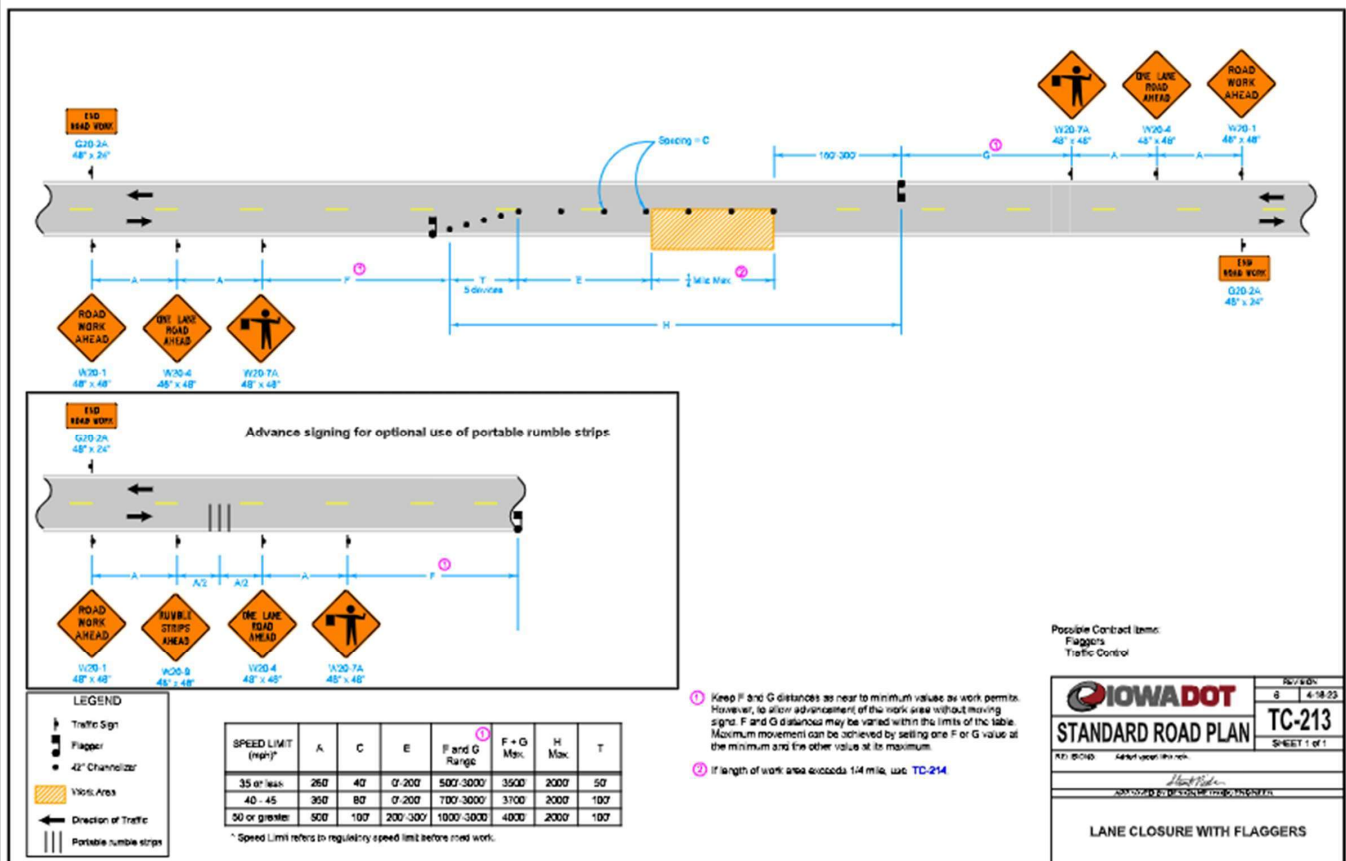 END
ROAD WORK
G20-2A
48" x 24"
Spacing = C
150'-300'
G
1
W20-7A
48" x 48"
ONE LANE
ROAD
AHEAD
W20-4
48" x 48"
ROAD
WORK
AHEAD
W20-1
48" x 48"
A
A
A
A
F
1
T
5 devices
E
1/4 Mile Max.
2
H
END
ROAD WORK
G20-2A
48" x 24"
ROAD
WORK
AHEAD
W20-1
48" x 48"
ONE LANE
ROAD
AHEAD
W20-4
48" x 48"
W20-7A
48" x 48"
END
ROAD WORK
G20-2A
48" x 24"
Advance signing for optional use of portable rumble strips
A
A/2
A/2
A
F
1
ROAD
WORK
AHEAD
W20-1
48" x 48"
RUMBLE
STRIPS
AHEAD
48" x 48"
ONE LANE
ROAD
AHEAD
W20-4
48" x 48"
W20-7A
48" x 48"
LEGEND
Traffic Sign
Flagger
42" Channelizer
Work Area
Direction of Traffic
Portable rumble strips
SPEED LIMIT (mph)* A C E F and G Range 1 F + G Max. H Max. T
35 or less 250' 40' 0'-200' 500'-3000' 3500' 2000' 50'
40 - 45 350' 80' 0'-200' 700'-3000' 3700' 2000' 100'
50 or greater 500' 100' 200'-300' 1000'-3000' 4000' 2000' 100'
* Speed Limit refers to regulatory speed limit before road work.
1 Keep F and G distances as near to minimum values as work permits.
However, to allow advancement of the work area without moving
signs, F and G distances may be varied within the limits of the table.
Maximum movement can be achieved by setting one F or G value at
the minimum and the other value at its maximum.
2 If length of work area exceeds 1/4 mile, use TC-214.
Possible Contract Items:
Flaggers
Traffic Control
IOWADOT
REVISION
6 4-18-23
STANDARD ROAD PLAN
TC-213
SHEET 1 of 1
REVISIONS:
LANE CLOSURE WITH FLAGGERS